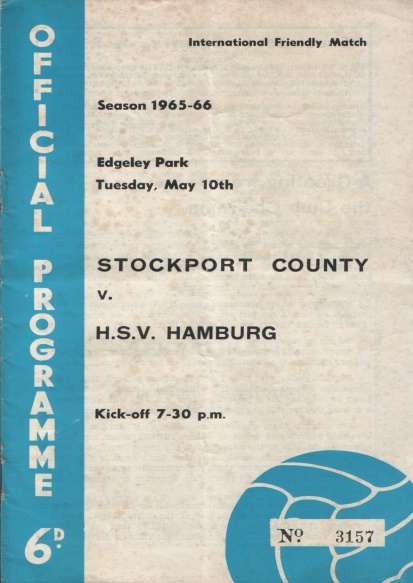 OFFICIAL PROGRAMME
6D.
International Friendly Match
Season 1965-66
Edgeley Park
Tuesday, May 10th
STOCKPORT COUNTY
v.
H.S.V. HAMBURG
Kick-off 7-30 p.m.
No 3157